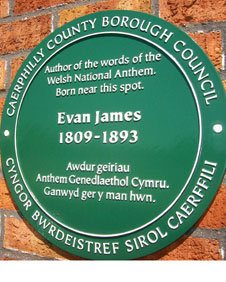 CAERPHILLY COUNTY BOROUGH COUNCIL
Author of the words of the
Welsh National Anthem.
Born near this spot.
Evan James
1809-1893
Awdur geiriau
Anthem Genedlaethol Cymru.
Ganwyd ger y man hwn.
CYNGOR BWRDEISTREF SIROL CAERFFILI